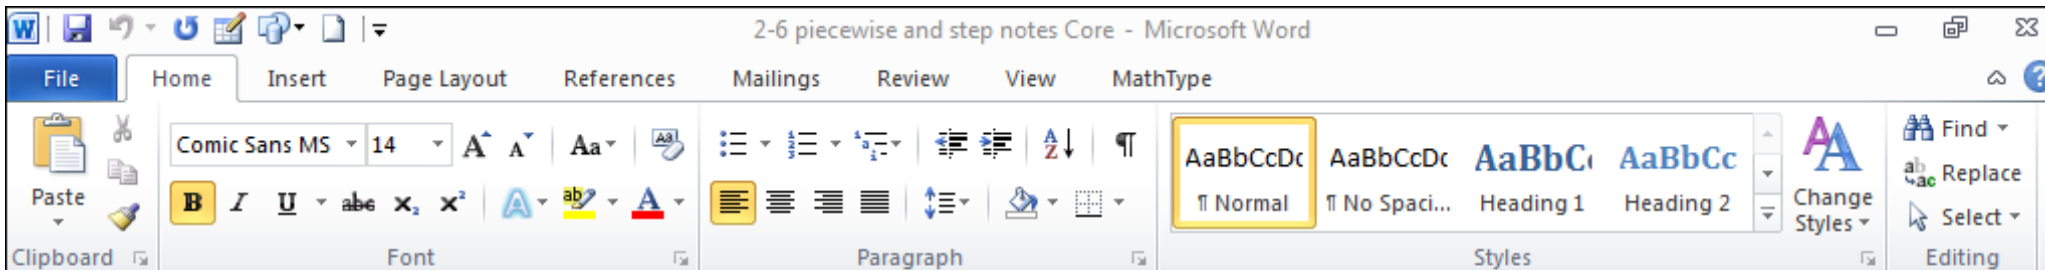 2-6 piecewise and step notes Core - Microsoft Word
File Home Insert Page Layout References Mailings Review View MathType
Comic Sans MS 14 A A Aa Find
AaBbCcDc AaBbCcDc AaBbC AaBbCc
Paste B I U abc x₂ x² A ab A ¶ Normal ¶ No Spaci... Heading 1 Heading 2 Change Styles Replace
Select
Clipboard Font Paragraph Styles Editing